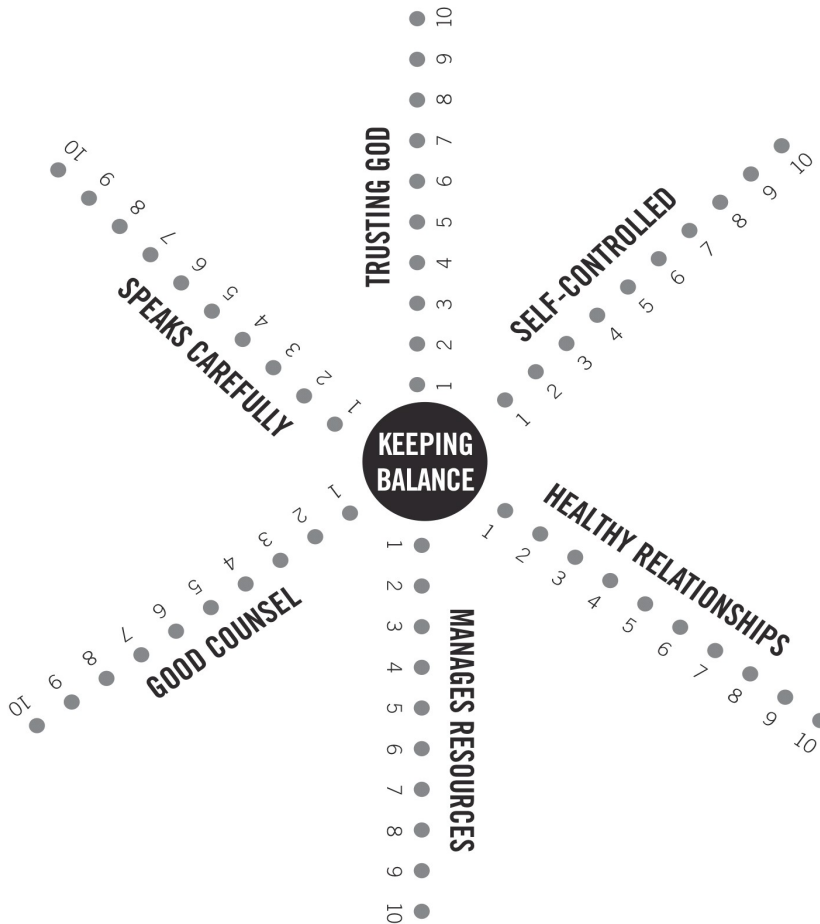 KEEPING
BALANCE
TRUSTING GOD
1 2 3 4 5 6 7 8 9 10
SELF-CONTROLLED
1 2 3 4 5 6 7 8 9 10
HEALTHY RELATIONSHIPS
1 2 3 4 5 6 7 8 9 10
MANAGES RESOURCES
1 2 3 4 5 6 7 8 9 10
GOOD COUNSEL
1 2 3 4 5 6 7 8 9 10
SPEAKS CAREFULLY
1 2 3 4 5 6 7 8 9 10